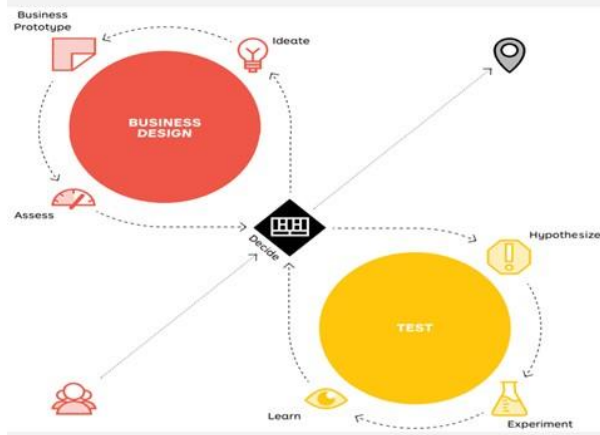 Business
Prototype
Ideate
BUSINESS
DESIGN
Assess
Decide
Hypothesize
TEST
Learn
Experiment